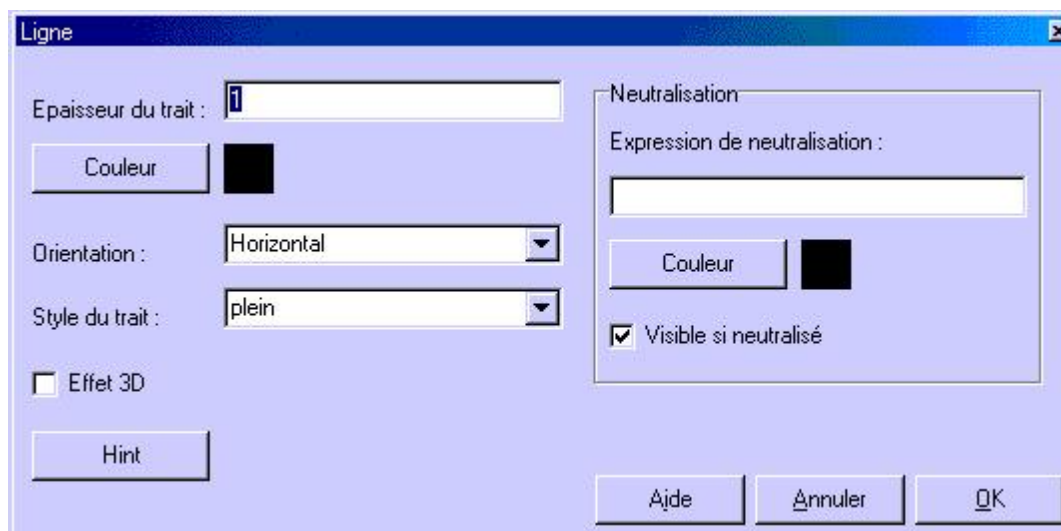 Ligne
Epaisseur du trait :
1
Couleur
Orientation :
Horizontal
Style du trait :
plein
Effet 3D
Hint
Neutralisation
Expression de neutralisation :
Couleur
Visible si neutralisé
Aide
Annuler
OK